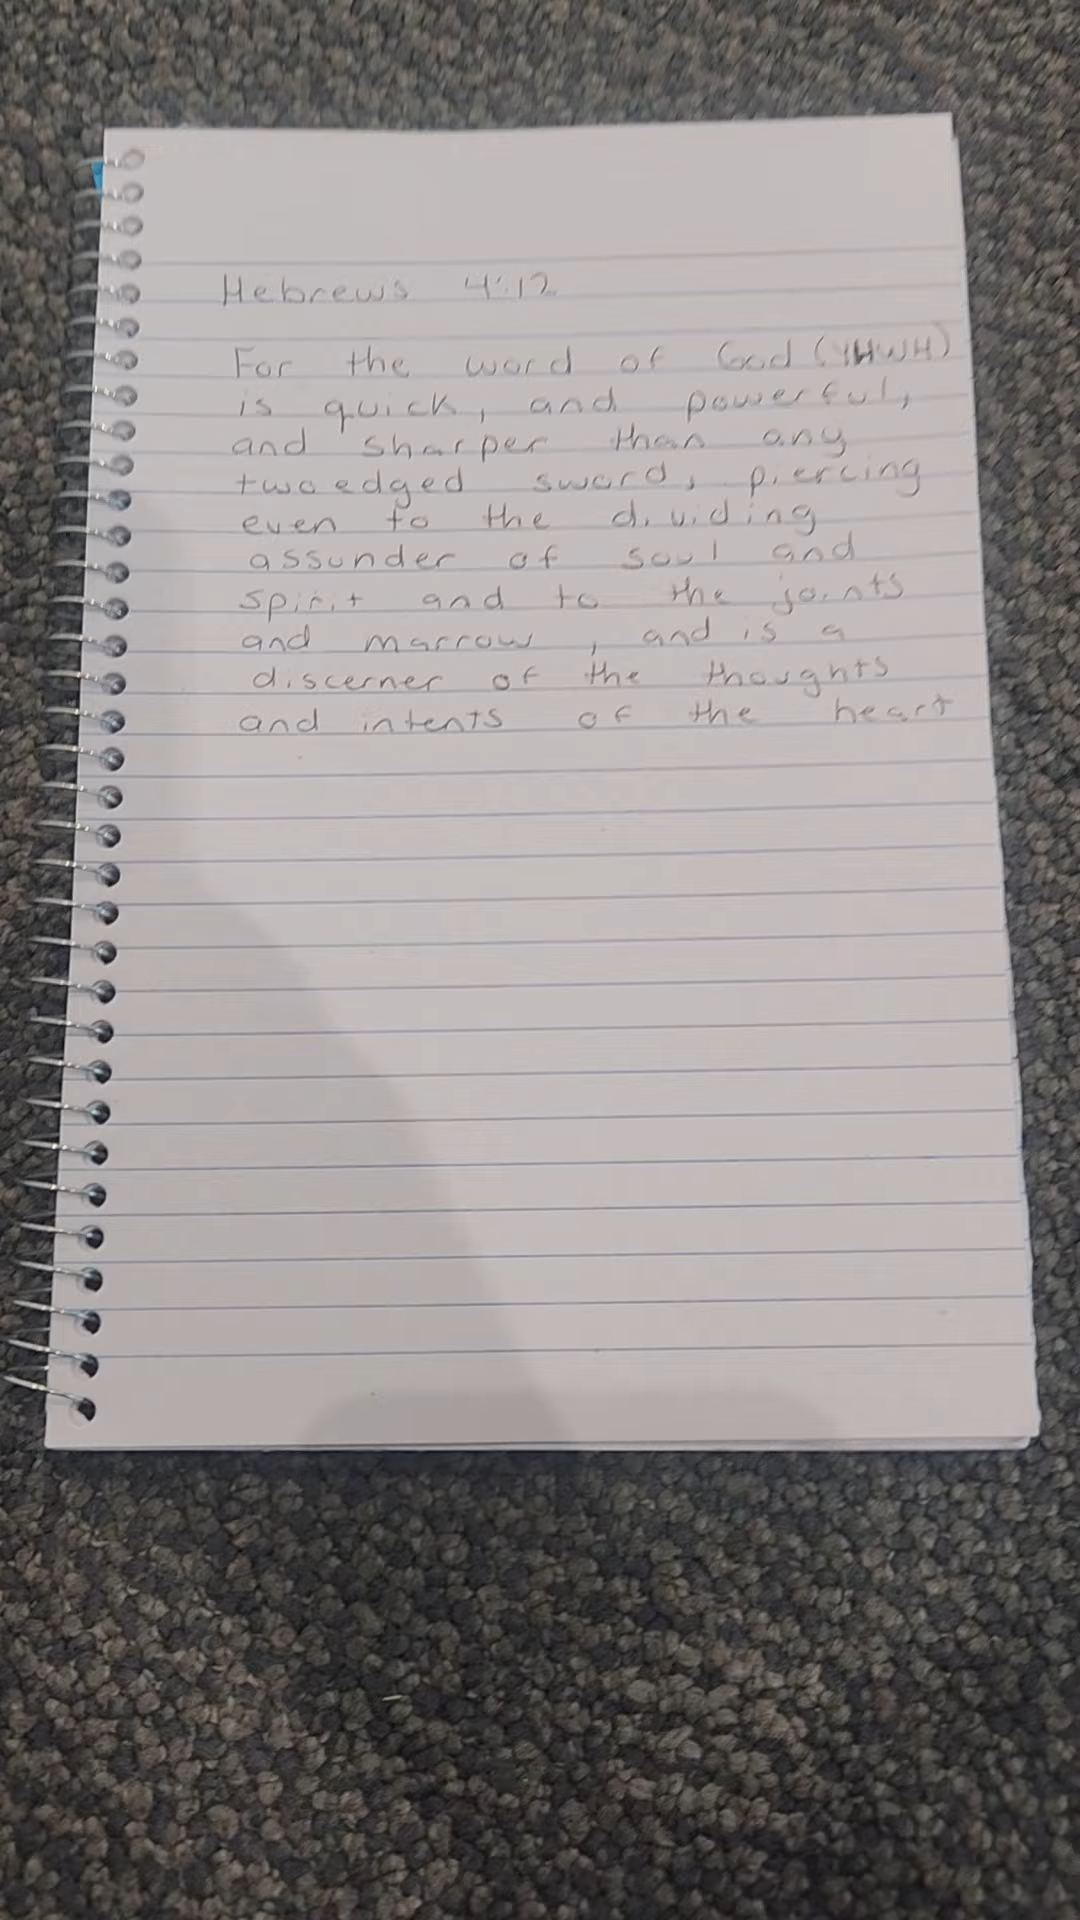 Hebrews 4:12
For the word of God (YHWH)
is quick, and powerful,
and sharper than any
twoedged sword, piercing
even to the dividing
assunder of soul and
spirit and to the joints
and marrow, and is a
discerner of the thoughts
and intents of the heart